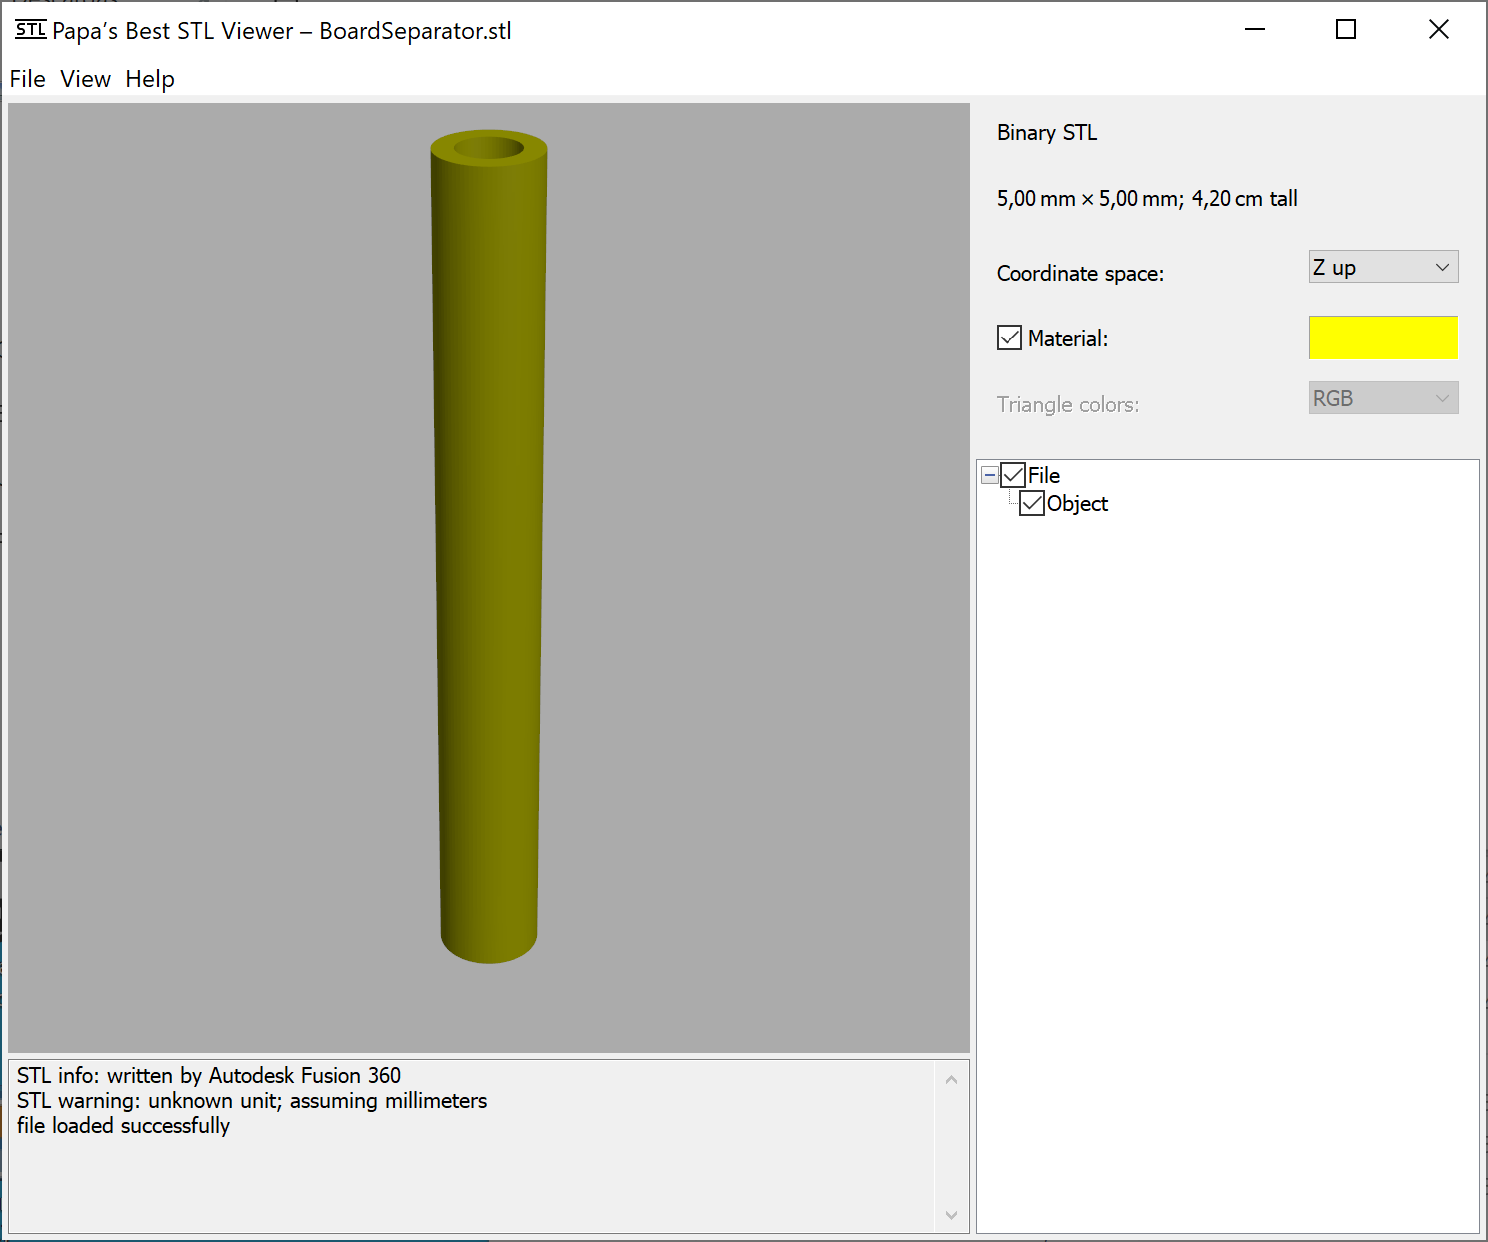 STL Papa’s Best STL Viewer – BoardSeparator.stl
File View Help
Binary STL
5,00 mm × 5,00 mm; 4,20 cm tall
Coordinate space: Z up
Material:
Triangle colors: RGB
File
Object
STL info: written by Autodesk Fusion 360
STL warning: unknown unit; assuming millimeters
file loaded successfully